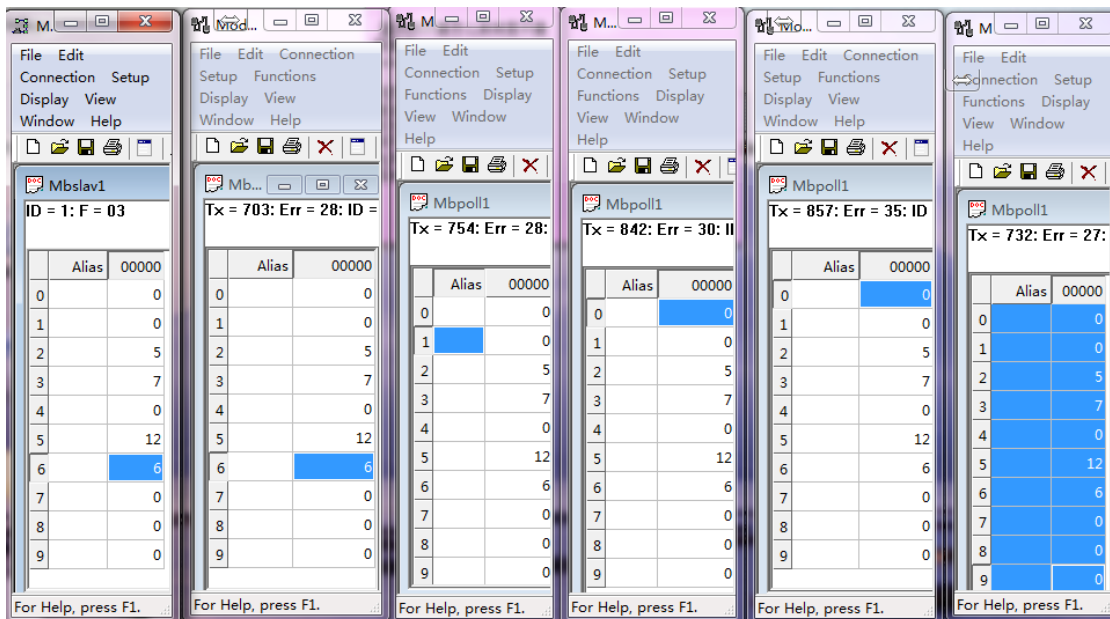 M.
File Edit
Connection Setup
Display View
Window Help
Mbslav1
ID = 1: F = 03
Alias 00000
0 0
1 0
2 5
3 7
4 0
5 12
6 6
7 0
8 0
9 0
For Help, press F1.
Mod...
File Edit Connection
Setup Functions
Display View
Window Help
Mb...
Tx = 703: Err = 28: ID =
Alias 00000
0 0
1 0
2 5
3 7
4 0
5 12
6 6
7 0
8 0
9 0
For Help, press F1.
M
File Edit
Connection Setup
Functions Display
View Window
Help
Mbpoll1
Tx = 754: Err = 28:
Alias 00000
0 0
1 0
2 5
3 7
4 0
5 12
6 6
7 0
8 0
9 0
For Help, press F1.
M...
File Edit
Connection Setup
Functions Display
View Window
Help
Mbpoll1
Tx = 842: Err = 30: II
Alias 00000
0 0
1 0
2 5
3 7
4 0
5 12
6 6
7 0
8 0
9 0
For Help, press F1.
Mo...
File Edit Connection
Setup Functions
Display View
Window Help
Mbpoll1
Tx = 857: Err = 35: ID
Alias 00000
0 0
1 0
2 5
3 7
4 0
5 12
6 6
7 0
8 0
9 0
For Help, press F1.
M
File Edit
Connection Setup
Functions Display
View Window
Help
Mbpoll1
Tx = 732: Err = 27:
Alias 00000
0 0
1 0
2 5
3 7
4 0
5 12
6 6
7 0
8 0
9 0
For Help, press F1.